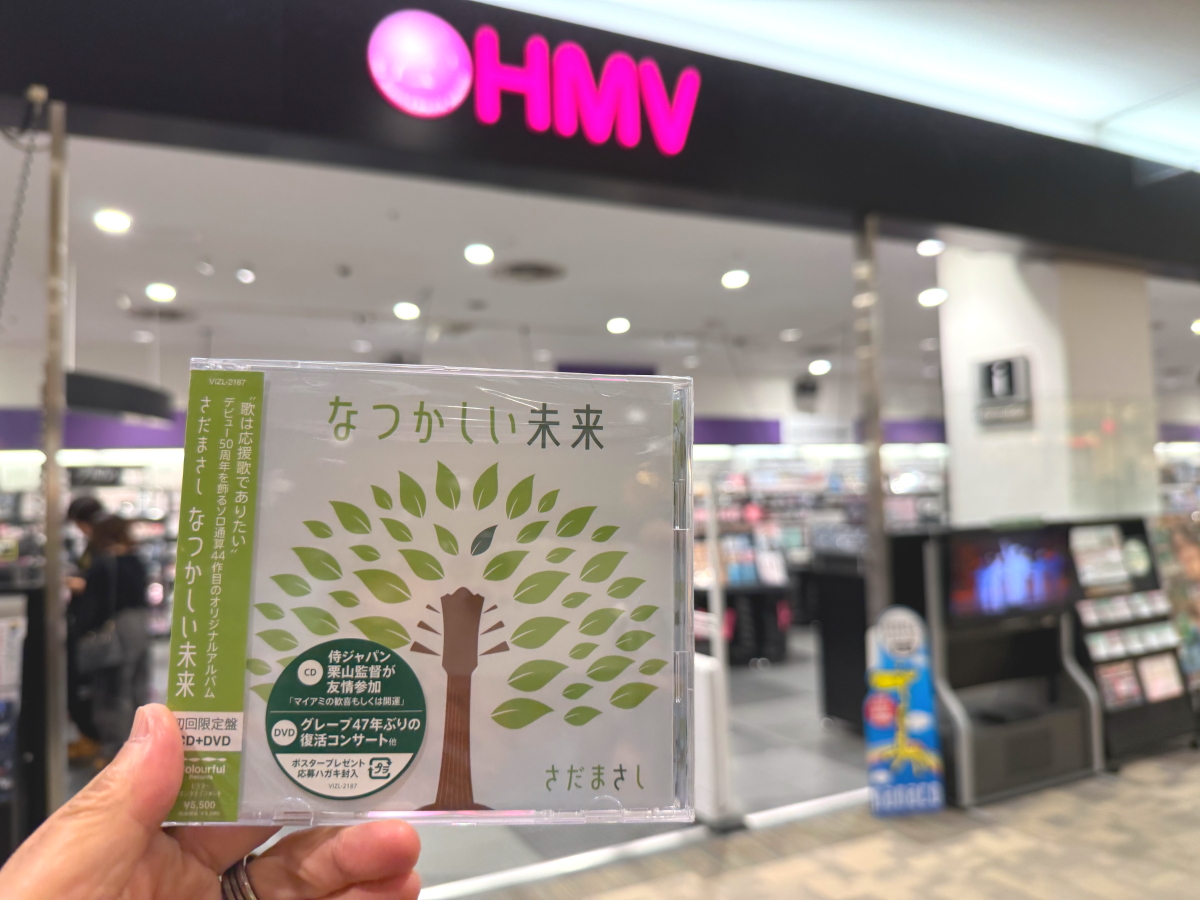 HMV
VIZL-2187
"歌は応援歌でありたい"
デビュー50周年を飾るソロ通算44作目のオリジナルアルバム
さだまさし なつかしい未来
初回限定盤
CD+DVD
Colourful
Records
¥5,500
なつかしい未来
CD
侍ジャパン
栗山監督が
友情参加
「マイアミの歓喜もしくは開運」
DVD
グレープ47年ぶりの
復活コンサート他
ポスタープレゼント
応募ハガキ封入
プラ
VIZL-2187
さだまさし
nanaco